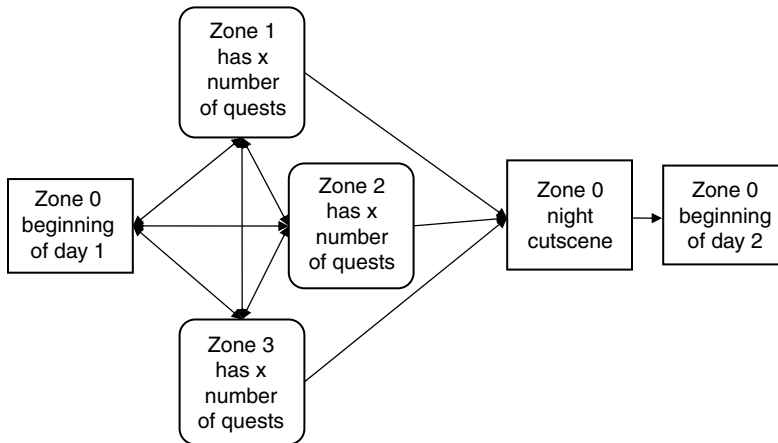 Zone 1
has x
number
of quests
Zone 0
beginning
of day 1
Zone 2
has x
number
of quests
Zone 0
night
cutscene
Zone 0
beginning
of day 2
Zone 3
has x
number
of quests